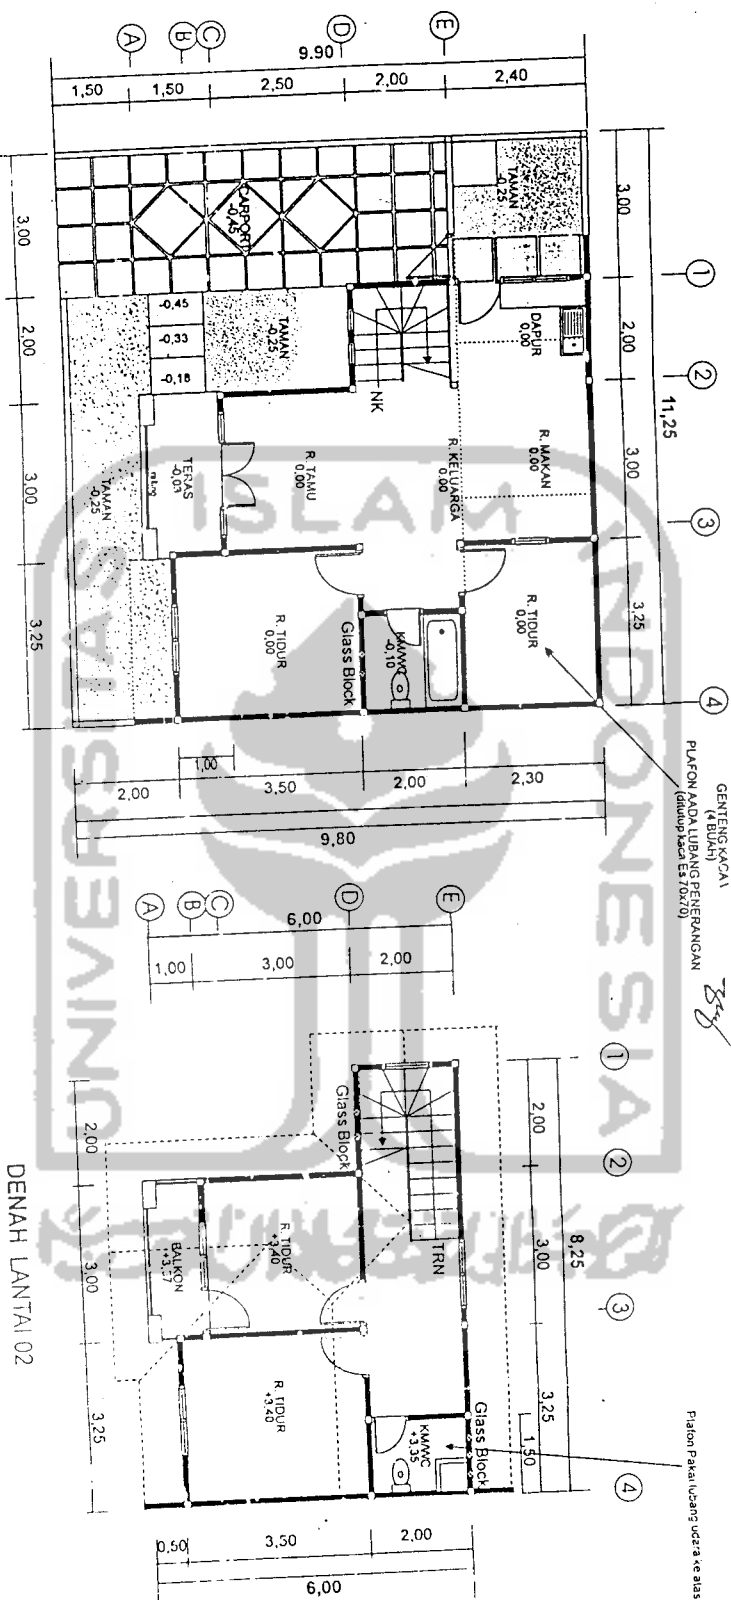 A
B
C
D
E
9.90
1,50
1,50
2,50
2,00
2,40
3,00
2,00
3,00
3,25
11,25
1
2
3
4
3,00
2,00
3,00
3,25
TAMAN
-0,25
CARPORT
-0,45
-0,45
-0,33
-0,18
TAMAN
-0,25
NK
DAPUR
0,00
R. MAKAN
0,00
R. KELUARGA
0,00
R. TAMU
0,00
TERAS
-0,03
TAMAN
-0,25
R. TIDUR
0,00
Glass Block
KM/WC
-0,10
R. TIDUR
0,00
1,00
2,00
3,50
2,00
2,30
9,80
GENTENG KACA
(4 BUAH)
PLAFON AADA LUBANG PENERANGAN
(ditutup kaca Es 70x70)
UNIVERSITAS
ISLAM
INDONESIA
A
B
C
D
E
6,00
1,00
3,00
2,00
1
2
3
4
2,00
3,00
3,25
8,25
1,50
Glass Block
TRN
R. TIDUR
+3,40
BALKON
R. TIDUR
+3,40
KM/WC
+3,35
Glass Block
Plafon Pakai lubang udara ke atas
2,00
3,00
3,25
0,50
3,50
2,00
6,00
DENAH LANTAI 02